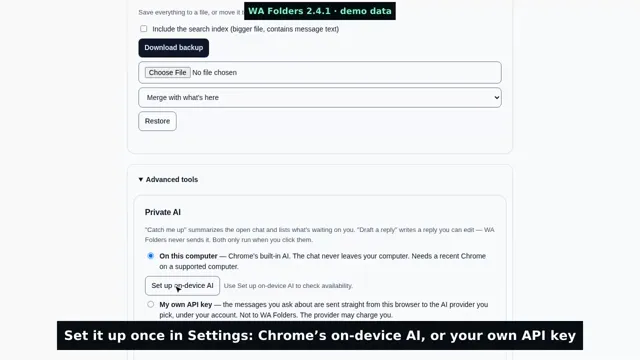 WA Folders 2.4.1 · demo data
Save everything to a file, or move it
Include the search index (bigger file, contains message text)
Download backup
Choose File No file chosen
Merge with what's here
Restore
▼ Advanced tools
Private AI
"Catch me up" summarizes the open chat and lists what's waiting on you. "Draft a reply" writes a reply you can edit — WA
Folders never sends it. Both only run when you click them.
On this computer — Chrome's built-in AI. The chat never leaves your computer. Needs a recent Chrome
on a supported computer.
Set up on-device AI Use Set up on-device AI to check availability.
My own API key — the messages you ask about are sent straight from this browser to the AI provider you
pick, under your account. Not to WA Folders. The provider may charge you.
Set it up once in Settings: Chrome’s on-device AI, or your own API key